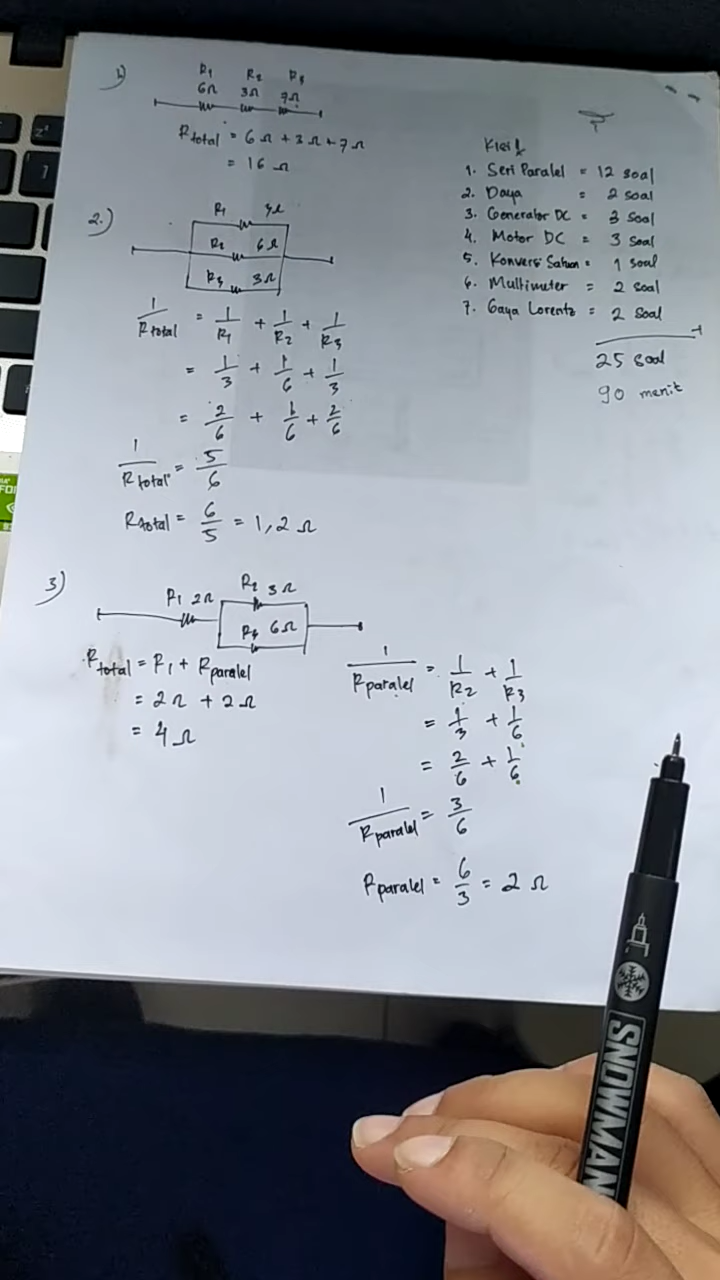 1)
R1 R2 R3
6Ω 3Ω 7Ω
Rtotal = 6Ω + 3Ω + 7Ω
= 16 Ω
2.)
R1 3Ω
R2 6Ω
R3 3Ω
1/Rtotal = 1/R1 + 1/R2 + 1/R3
= 1/3 + 1/6 + 1/3
= 2/6 + 1/6 + 2/6
1/Rtotal = 5/6
Rtotal = 6/5 = 1,2 Ω
3)
R1 2Ω
R2 3Ω
R3 6Ω
Rtotal = R1 + Rparalel
= 2Ω + 2Ω
= 4Ω
1/Rparalel = 1/R2 + 1/R3
= 1/3 + 1/6
= 2/6 + 1/6
1/Rparalel = 3/6
Rparalel = 6/3 = 2 Ω
1. Seri Paralel = 12 soal
2. Daya = 2 soal
3. Generator DC = 3 soal
4. Motor DC = 3 soal
5. Konversi Satuan = 1 soal
6. Multimeter = 2 soal
7. Gaya Lorentz = 2 soal
+
25 soal
90 menit
SNOWMAN